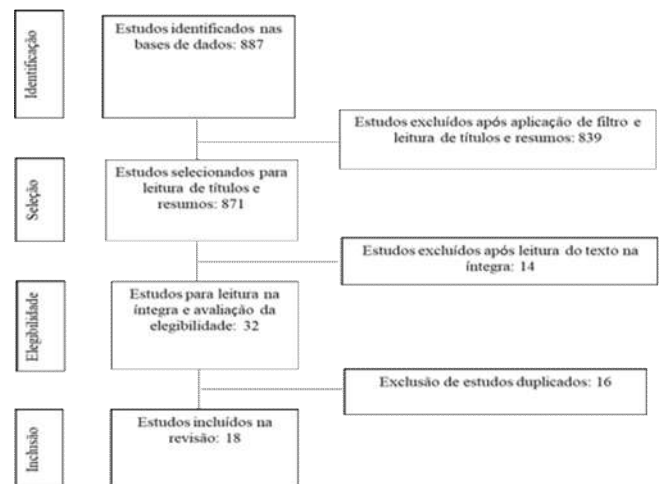 Identificação
Estudos identificados nas
bases de dados: 887
Estudos excluídos após aplicação de filtro e
leitura de títulos e resumos: 839
Seleção
Estudos selecionados para
leitura de títulos e
resumos: 871
Estudos excluídos após leitura do texto na
íntegra: 14
Elegibilidade
Estudos para leitura na
íntegra e avaliação da
elegibilidade: 32
Exclusão de estudos duplicados: 16
Inclusão
Estudos incluídos na
revisão: 18